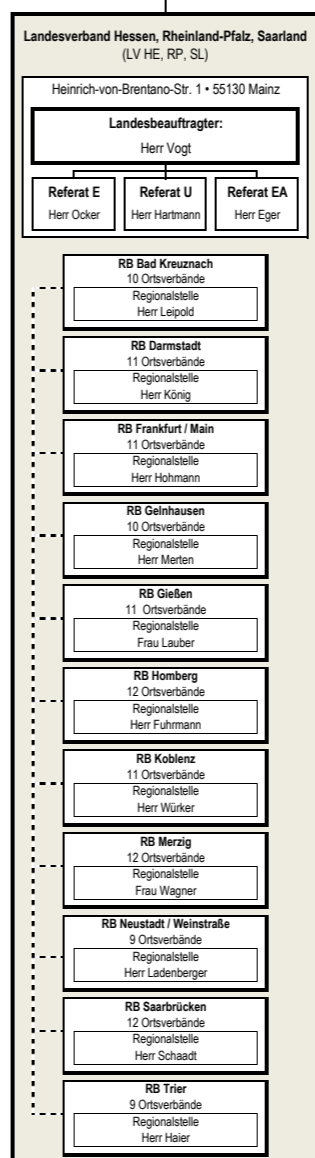 Landesverband Hessen, Rheinland-Pfalz, Saarland
(LV HE, RP, SL)
Heinrich-von-Brentano-Str. 1 • 55130 Mainz
Landesbeauftragter:
Herr Vogt
Referat E
Herr Ocker
Referat U
Herr Hartmann
Referat EA
Herr Eger
RB Bad Kreuznach
10 Ortsverbände
Regionalstelle
Herr Leipold
RB Darmstadt
11 Ortsverbände
Regionalstelle
Herr König
RB Frankfurt / Main
11 Ortsverbände
Regionalstelle
Herr Hohmann
RB Gelnhausen
10 Ortsverbände
Regionalstelle
Herr Merten
RB Gießen
11 Ortsverbände
Regionalstelle
Frau Lauber
RB Homberg
12 Ortsverbände
Regionalstelle
Herr Fuhrmann
RB Koblenz
11 Ortsverbände
Regionalstelle
Herr Würker
RB Merzig
12 Ortsverbände
Regionalstelle
Frau Wagner
RB Neustadt / Weinstraße
9 Ortsverbände
Regionalstelle
Herr Ladenberger
RB Saarbrücken
12 Ortsverbände
Regionalstelle
Herr Schaadt
RB Trier
9 Ortsverbände
Regionalstelle
Herr Haier